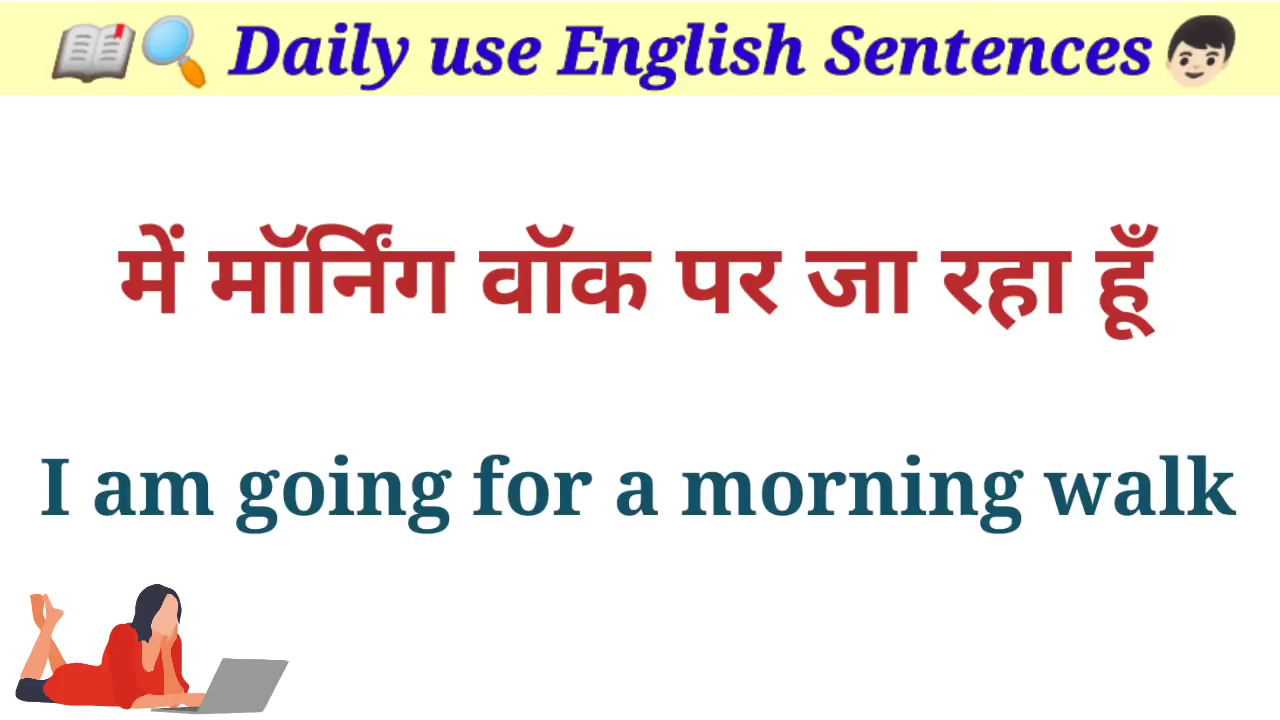 Daily use English Sentences
में मॉर्निंग वॉक पर जा रहा हूँ
I am going for a morning walk